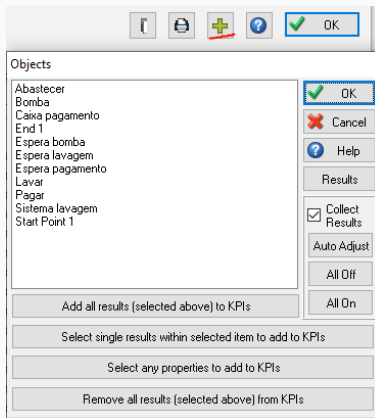 OK
Objects
Abastecer
Bomba
Caixa pagamento
End 1
Espera bomba
Espera lavagem
Espera pagamento
Lavar
Pagar
Sistema lavagem
Start Point 1
OK
Cancel
Help
Results
Collect
Results
Auto Adjust
All Off
All On
Add all results (selected above) to KPIs
Select single results within selected item to add to KPIs
Select any properties to add to KPIs
Remove all results (selected above) from KPIs